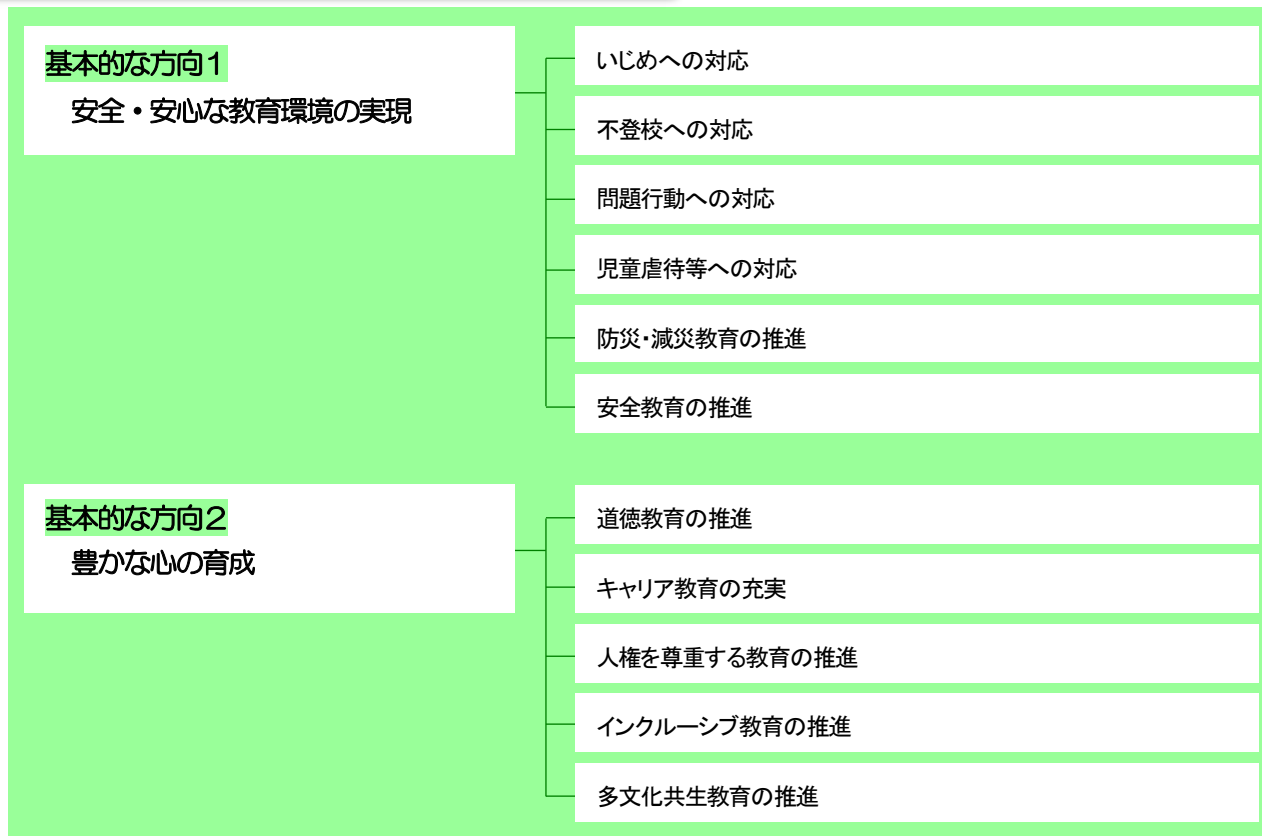 基本的な方向１
安全・安心な教育環境の実現
いじめへの対応
不登校への対応
問題行動への対応
児童虐待等への対応
防災・減災教育の推進
安全教育の推進
基本的な方向２
豊かな心の育成
道徳教育の推進
キャリア教育の充実
人権を尊重する教育の推進
インクルーシブ教育の推進
多文化共生教育の推進